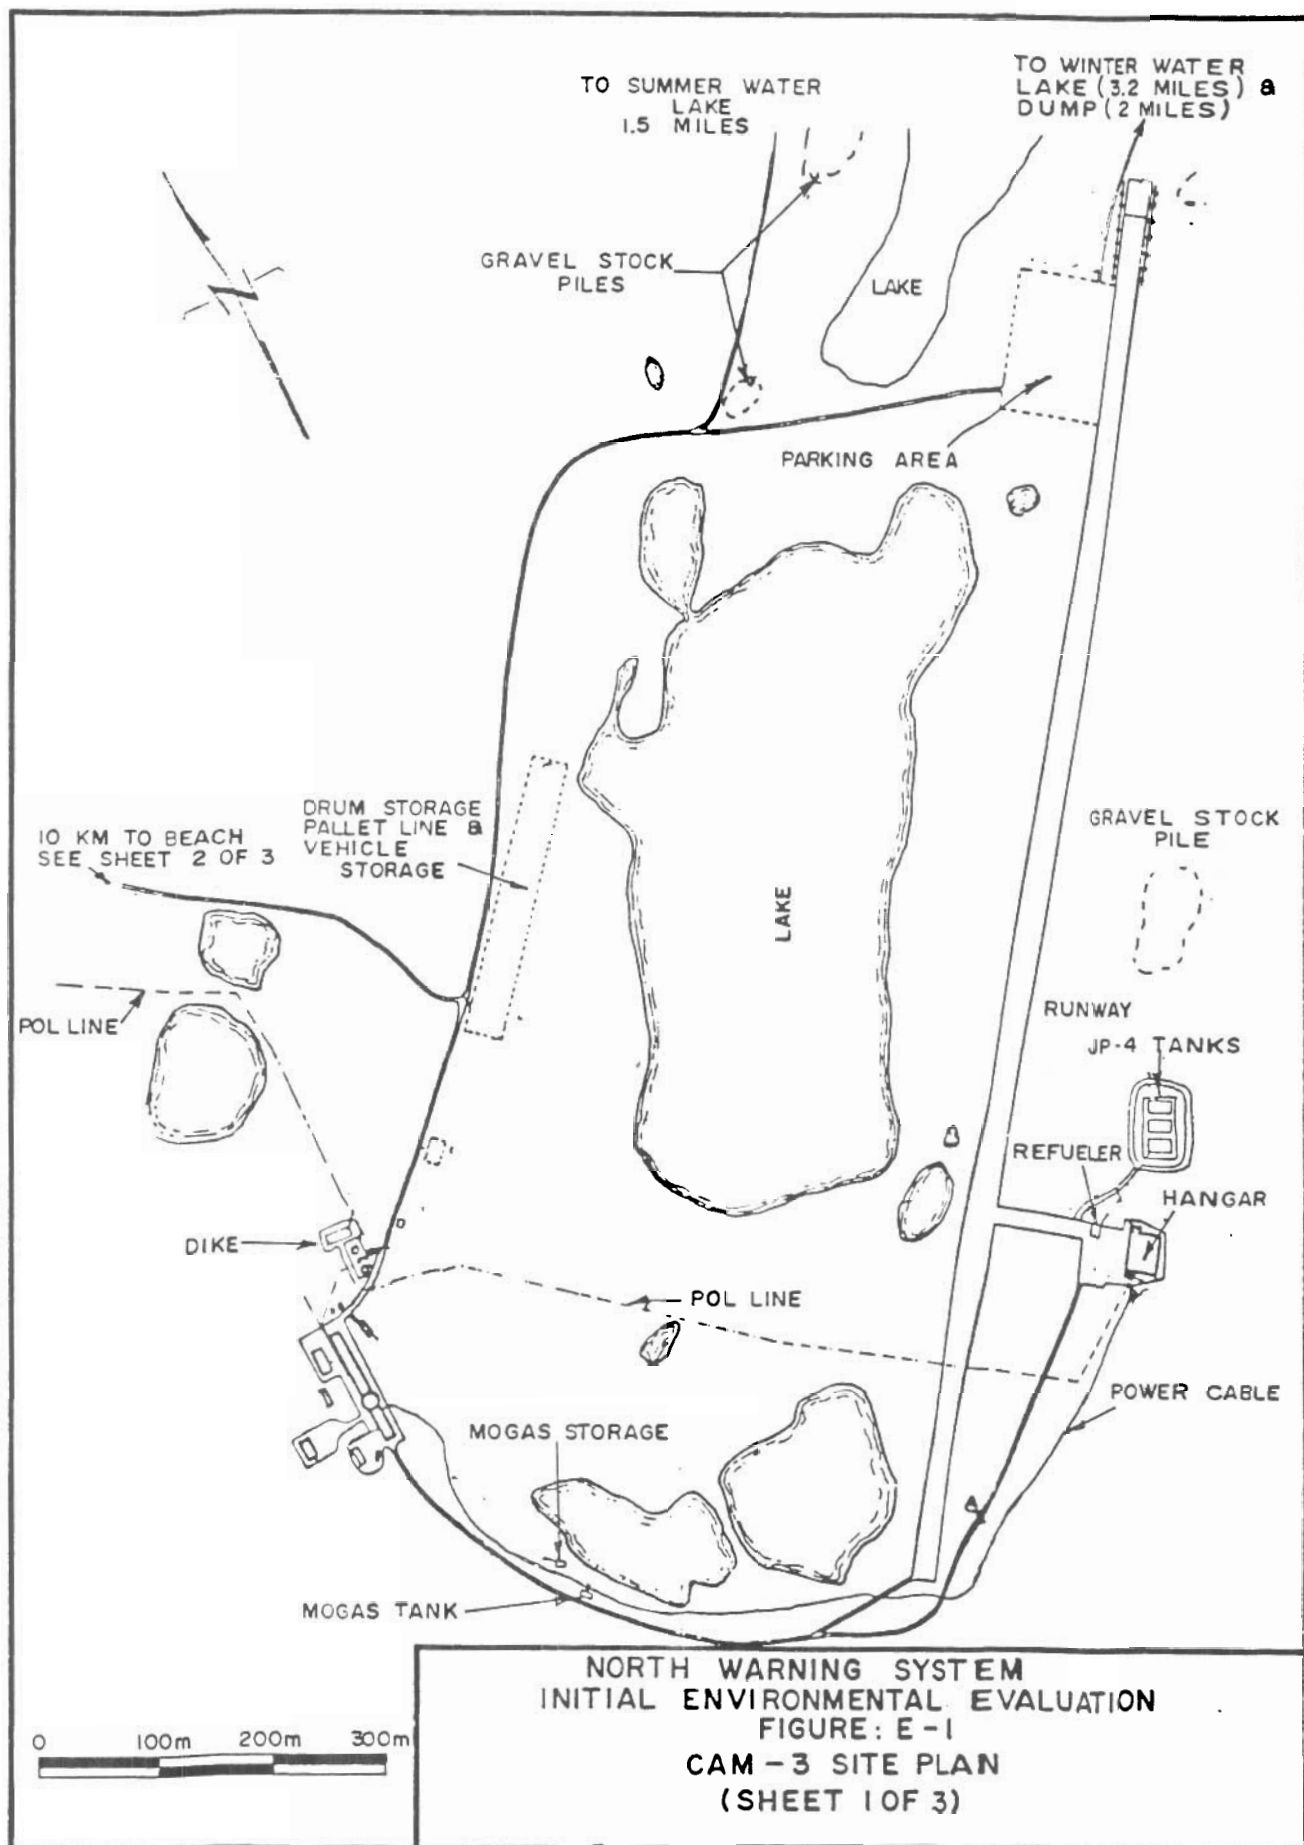 TO SUMMER WATER
LAKE
1.5 MILES
TO WINTER WATER
LAKE (3.2 MILES) &
DUMP (2 MILES)
GRAVEL STOCK
PILES
LAKE
PARKING AREA
DRUM STORAGE
PALLET LINE &
VEHICLE
STORAGE
10 KM TO BEACH
SEE SHEET 2 OF 3
GRAVEL STOCK
PILE
LAKE
POL LINE
RUNWAY
JP-4 TANKS
REFUELER
HANGAR
DIKE
POL LINE
POWER CABLE
MOGAS STORAGE
MOGAS TANK
NORTH WARNING SYSTEM
INITIAL ENVIRONMENTAL EVALUATION
FIGURE: E-1
CAM-3 SITE PLAN
(SHEET 1 OF 3)
0 100m 200m 300m